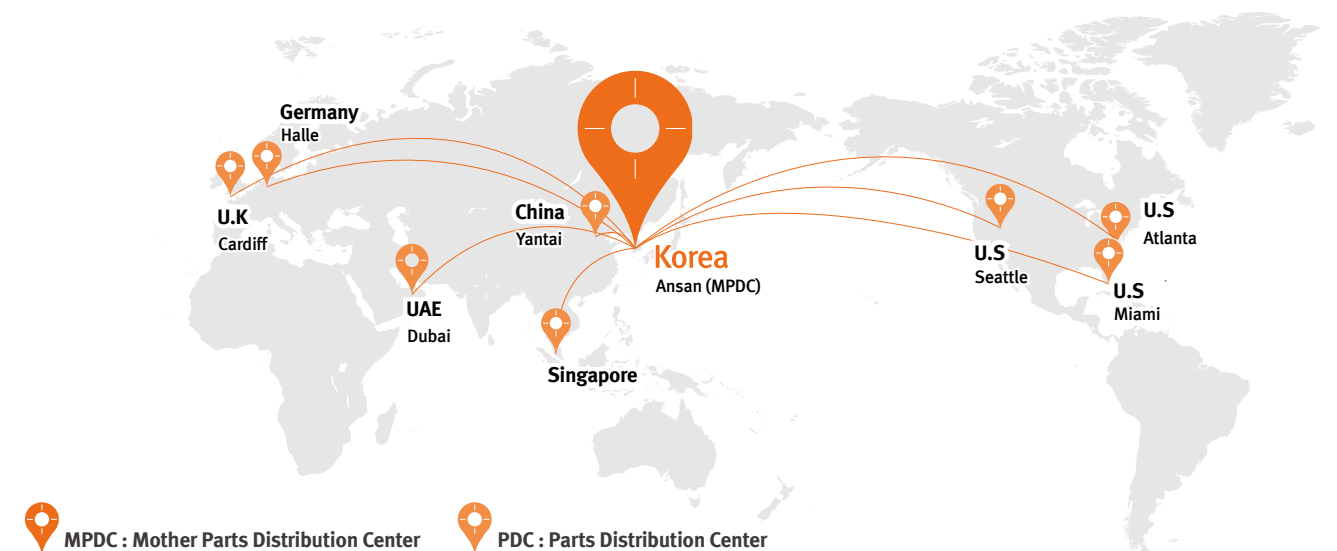 Germany
Halle
U.K
Cardiff
China
Yantai
UAE
Dubai
Singapore
Korea
Ansan (MPDC)
U.S
Seattle
U.S
Atlanta
U.S
Miami
MPDC : Mother Parts Distribution Center
PDC : Parts Distribution Center